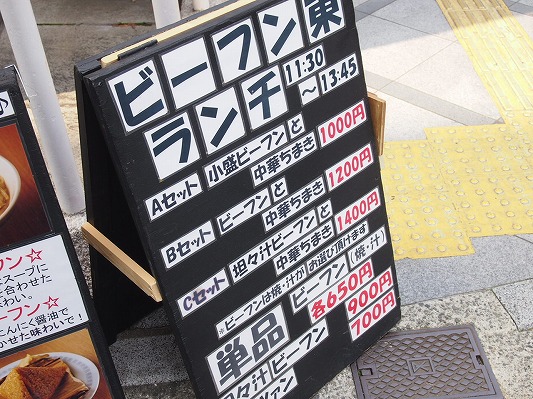 ビーフン東
ランチ 11:30～13:45
Aセット 小盛ビーフンと中華ちまき 1000円
Bセット ビーフンと中華ちまき 1200円
Cセット 坦々汁ビーフンと中華ちまき 1400円
※ビーフンは焼・汁がお選び頂けます
単品 ビーフン(焼・汁) 各650円
坦々汁ビーフン 900円
700円
フン☆
スープに
合わせた
わい。
ーフン☆
にんにく醤油で
かせた味わいで！